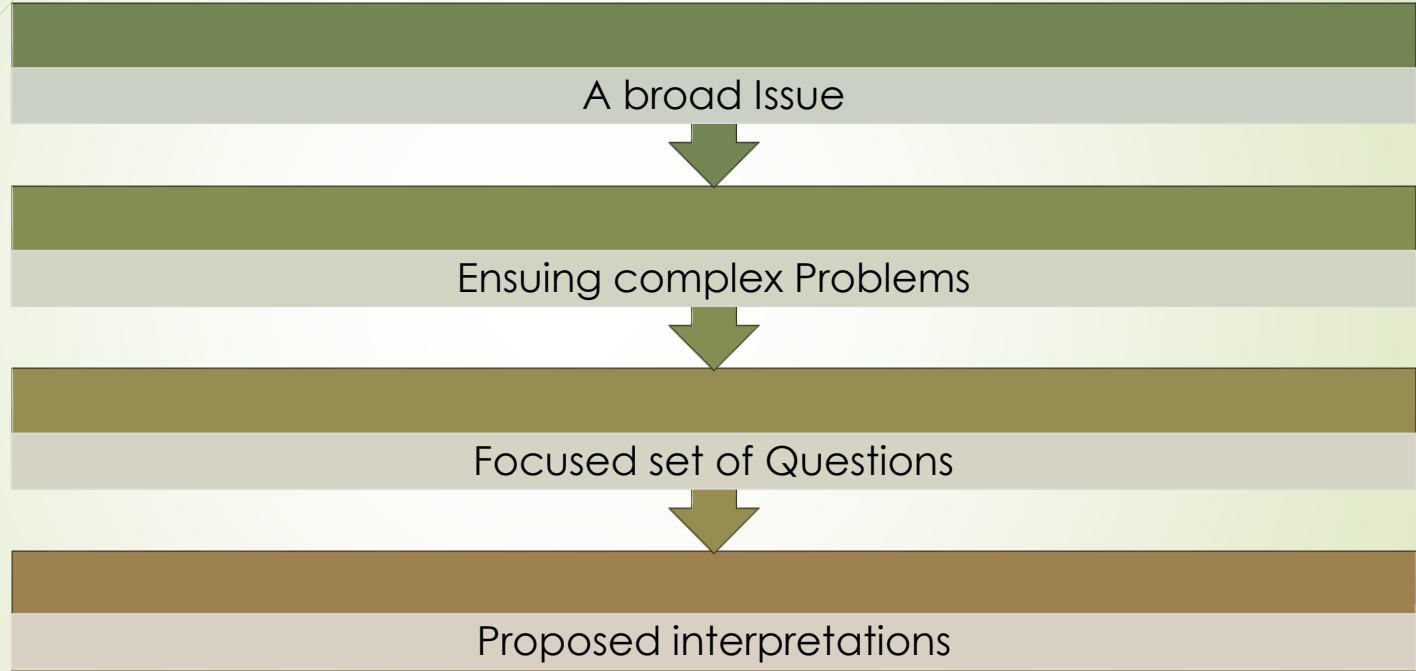 A broad Issue
Ensuing complex Problems
Focused set of Questions
Proposed interpretations